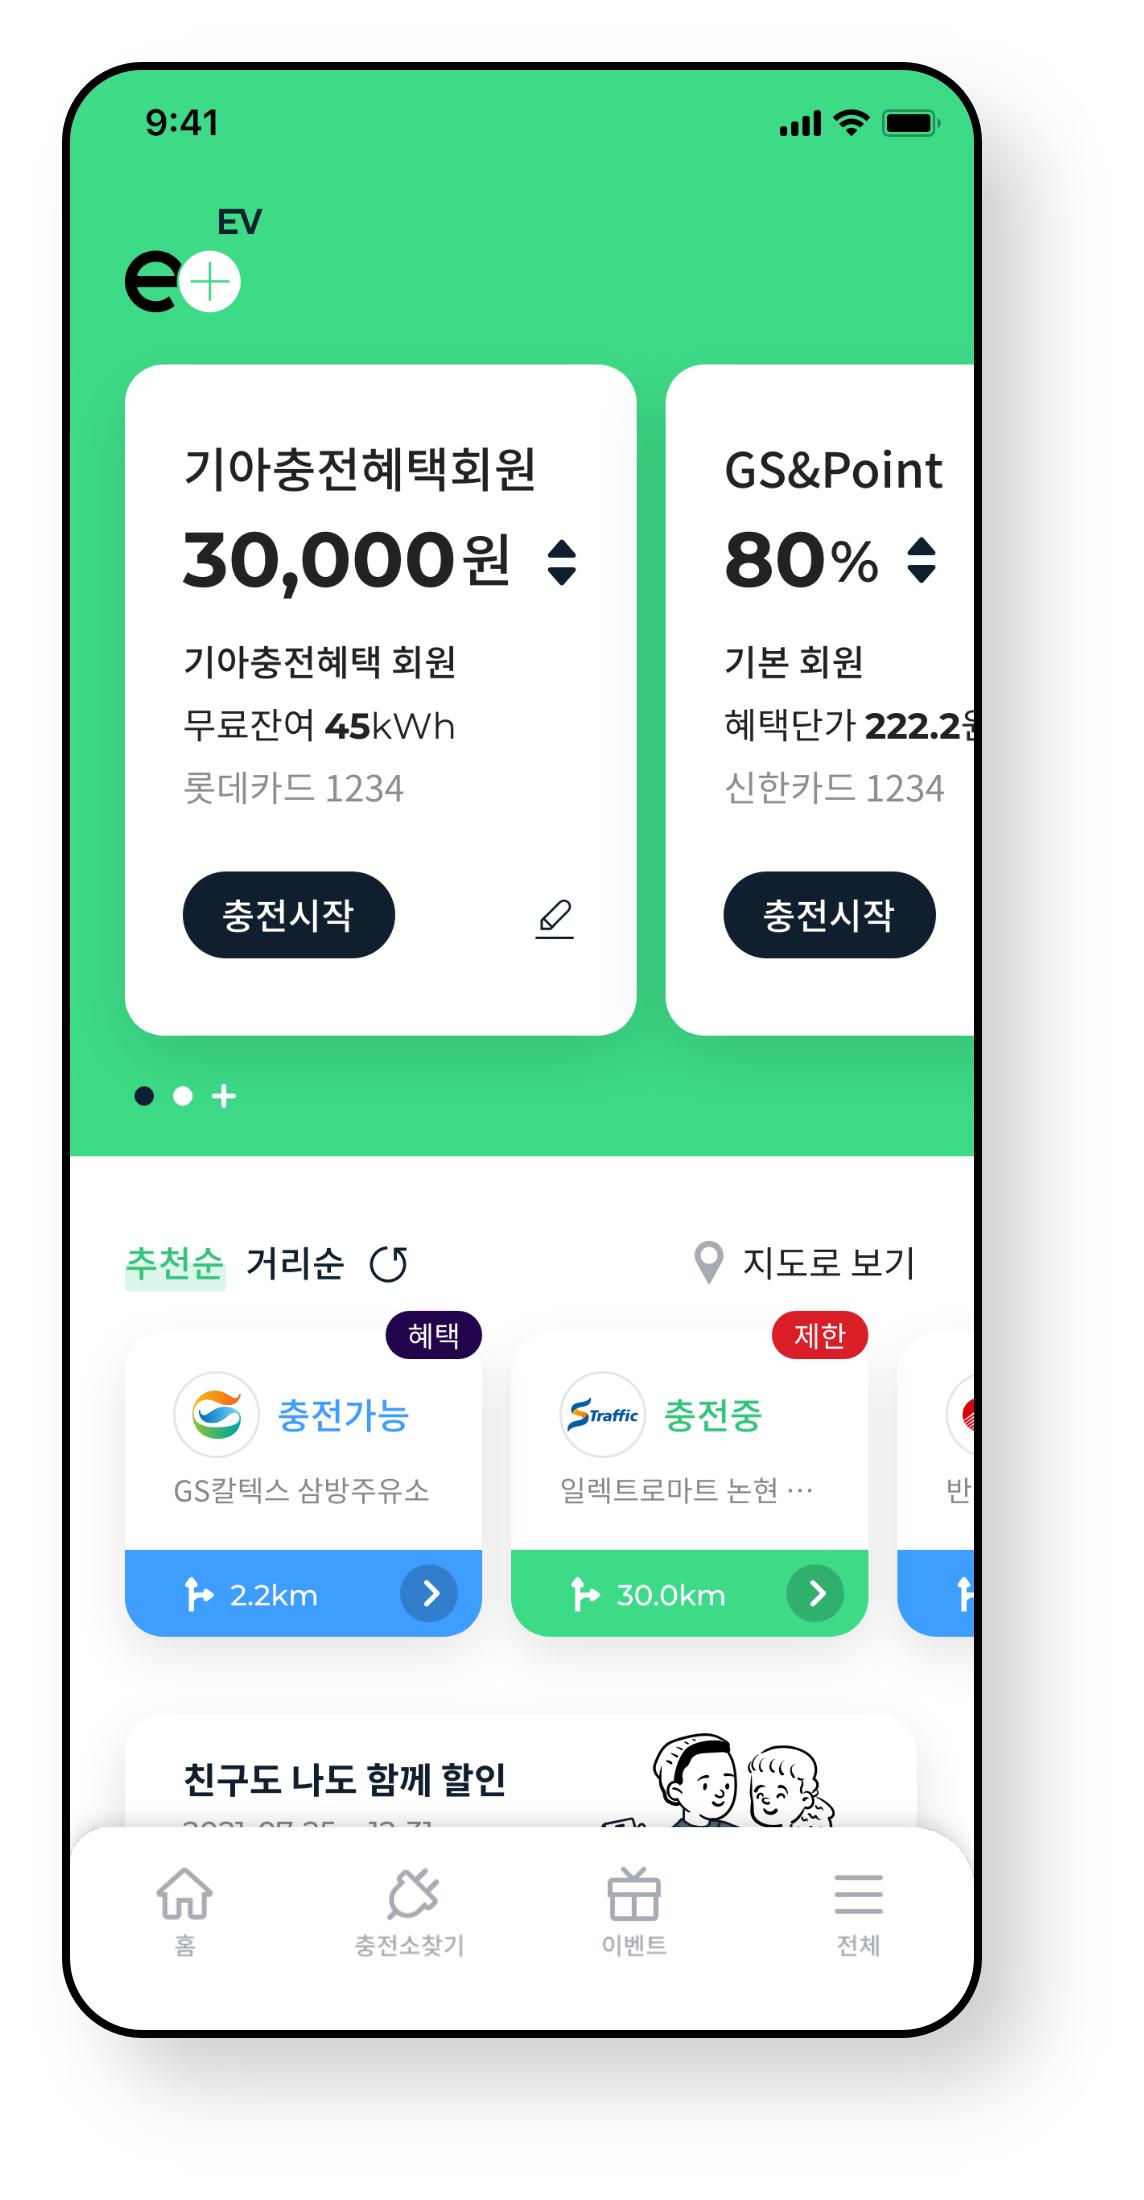 9:41
EV
e+
기아충전혜택회원
30,000원
기아충전혜택 회원
무료잔여 45kWh
롯데카드 1234
충전시작
GS&Point
80%
기본 회원
혜택단가 222.2원
신한카드 1234
충전시작
추천순 거리순
지도로 보기
혜택
충전가능
GS칼텍스 삼방주유소
2.2km
제한
STraffic
충전중
일렉트로마트 논현 …
30.0km
반
친구도 나도 함께 할인
홈
충전소찾기
이벤트
전체